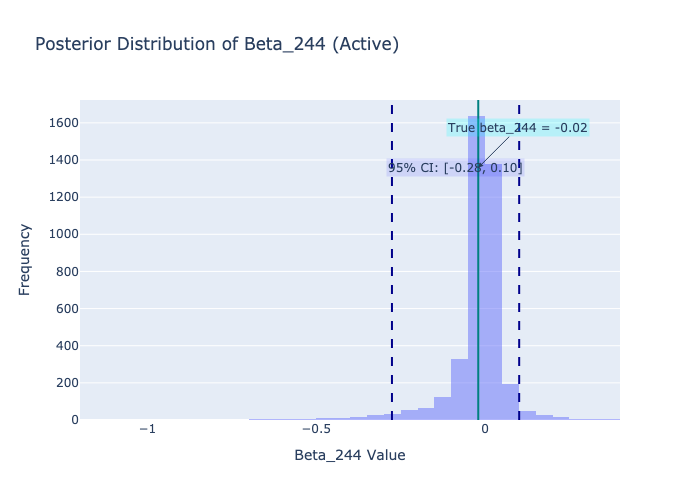 Posterior Distribution of Beta_244 (Active)
1600
1400
1200
1000
800
600
400
200
0
Frequency
True beta_244 = -0.02
95% CI: [-0.28, 0.10]
−1
−0.5
0
Beta_244 Value